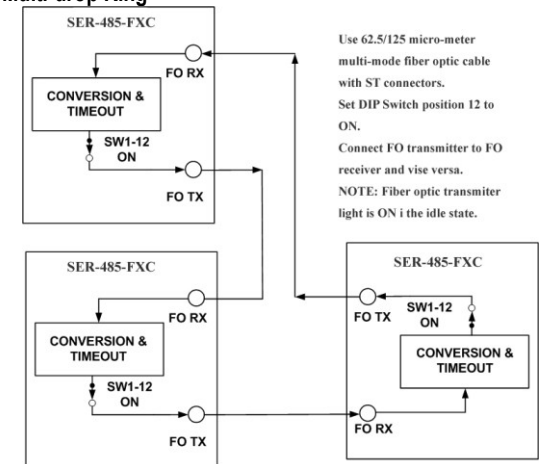 Multi-drop Ring
SER-485-FXC
FO RX
CONVERSION &
TIMEOUT
SW1-12
ON
FO TX
Use 62.5/125 micro-meter
multi-mode fiber optic cable
with ST connectors.
Set DIP Switch position 12 to
ON.
Connect FO transmitter to FO
receiver and vise versa.
NOTE: Fiber optic transmiter
light is ON i the idle state.
SER-485-FXC
FO RX
CONVERSION &
TIMEOUT
SW1-12
ON
FO TX
SER-485-FXC
FO TX
SW1-12
ON
CONVERSION &
TIMEOUT
FO RX